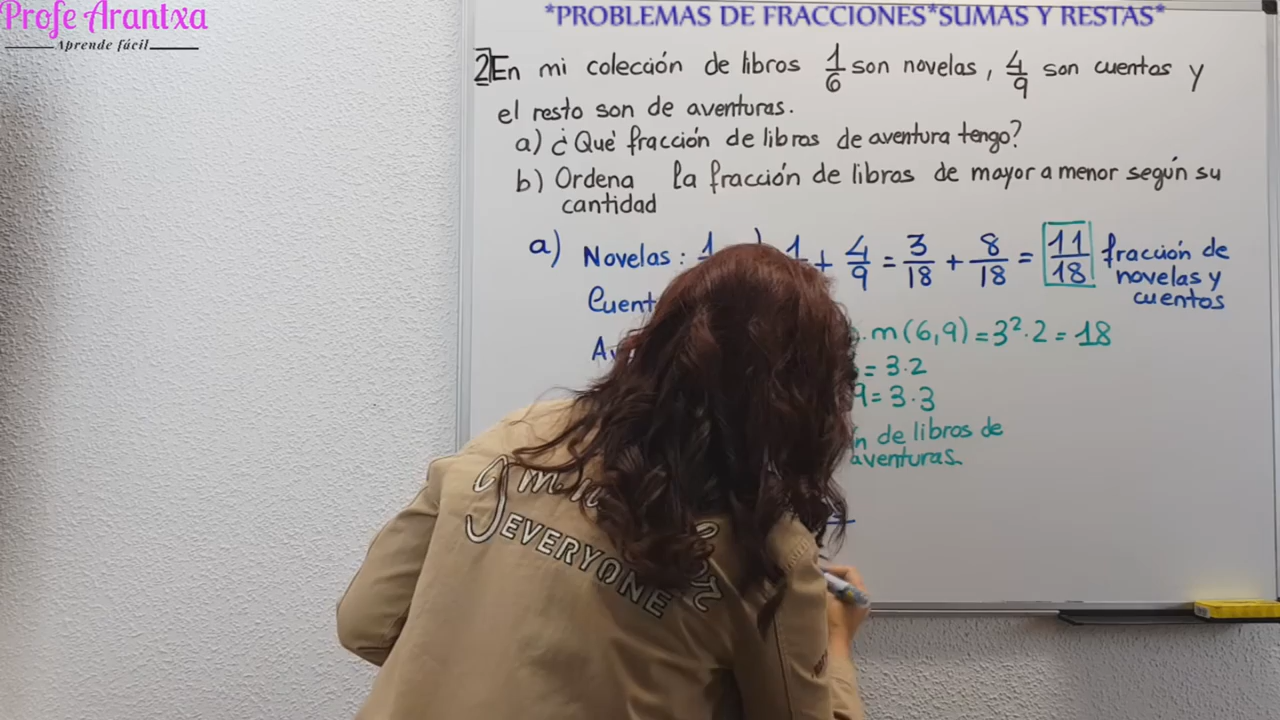 Profe Arantxa
Aprende fácil
*PROBLEMAS DE FRACCIONES*SUMAS Y RESTAS*
2 En mi colección de libros 1/6 son novelas, 4/9 son cuentos y
el resto son de aventuras.
a) ¿Qué fracción de libros de aventura tengo?
b) Ordena la fracción de libros de mayor a menor según su
cantidad
a) Novelas: 1 + 4/9 = 3/18 + 8/18 = 11/18 fracción de
novelas y
cuentos
m(6,9) = 3²·2 = 18
= 3·2
9 = 3·3
de libros de
aventuras.
EVERYONE